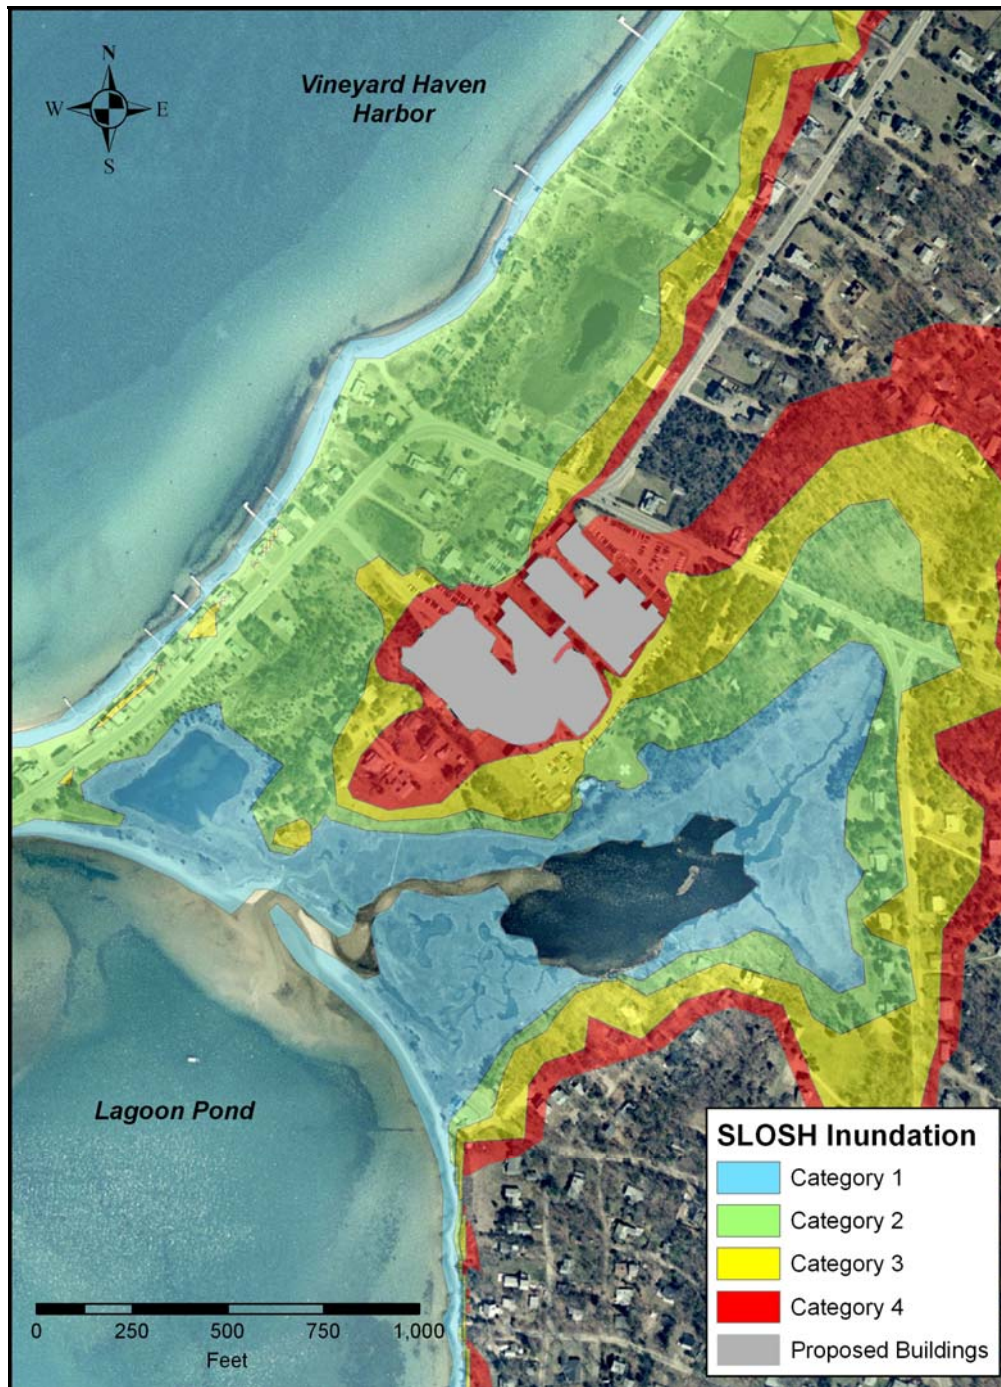 N
W E
S
Vineyard Haven
Harbor
Lagoon Pond
SLOSH Inundation
Category 1
Category 2
Category 3
Category 4
Proposed Buildings
0 250 500 750 1,000
Feet